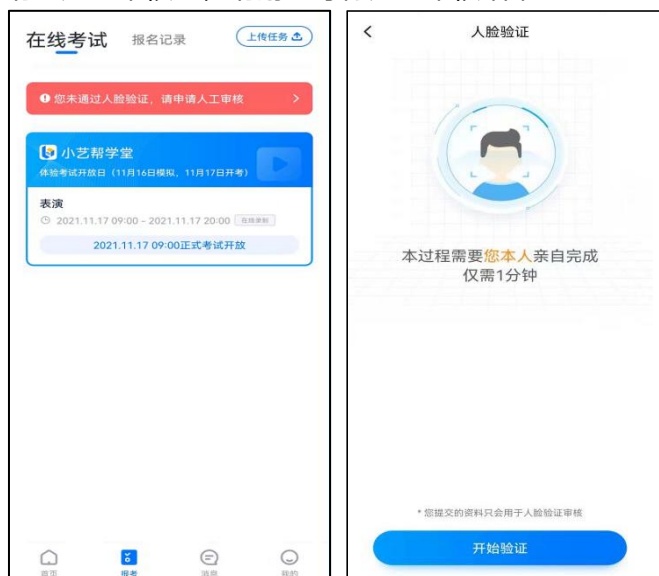 在线考试 报名记录 上传任务
您未通过人脸验证，请申请人工审核
小艺帮学堂
体验考试开放日（11月16日模拟，11月17日开考）
表演
2021.11.17 09:00 - 2021.11.17 20:00 在线录制
2021.11.17 09:00正式考试开放
首页 报考 消息 我的
人脸验证
本过程需要您本人亲自完成
仅需1分钟
* 您提交的资料只会用于人脸验证审核
开始验证